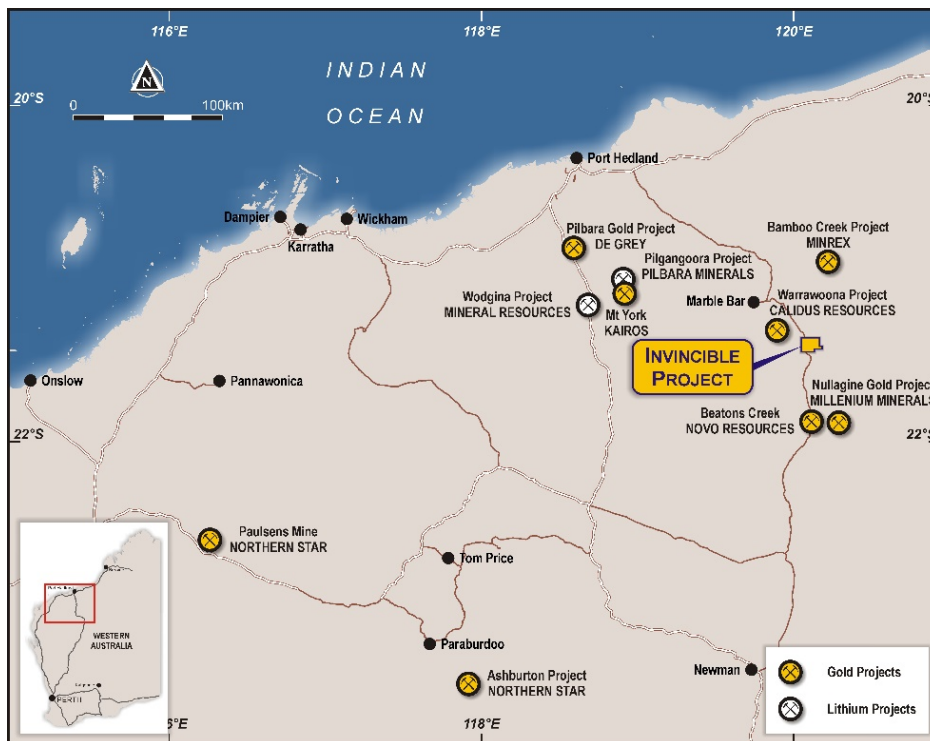 116°E
118°E
120°E
INDIAN
OCEAN
N
0
100km
20°S
20°S
Port Hedland
Dampier
Wickham
Karratha
Pilbara Gold Project
DE GREY
Bamboo Creek Project
MINREX
Pilgangoora Project
PILBARA MINERALS
Wodgina Project
MINERAL RESOURCES
Mt York
KAIROS
Marble Bar
Warrawoona Project
CALIDUS RESOURCES
INVINCIBLE
PROJECT
Onslow
Pannawonica
Nullagine Gold Project
MILLENIUM MINERALS
Beatons Creek
NOVO RESOURCES
22°S
22°S
Paulsens Mine
NORTHERN STAR
Tom Price
Paraburdoo
Ashburton Project
NORTHERN STAR
Newman
WESTERN
AUSTRALIA
PERTH
Gold Projects
Lithium Projects
116°E
118°E
120°E